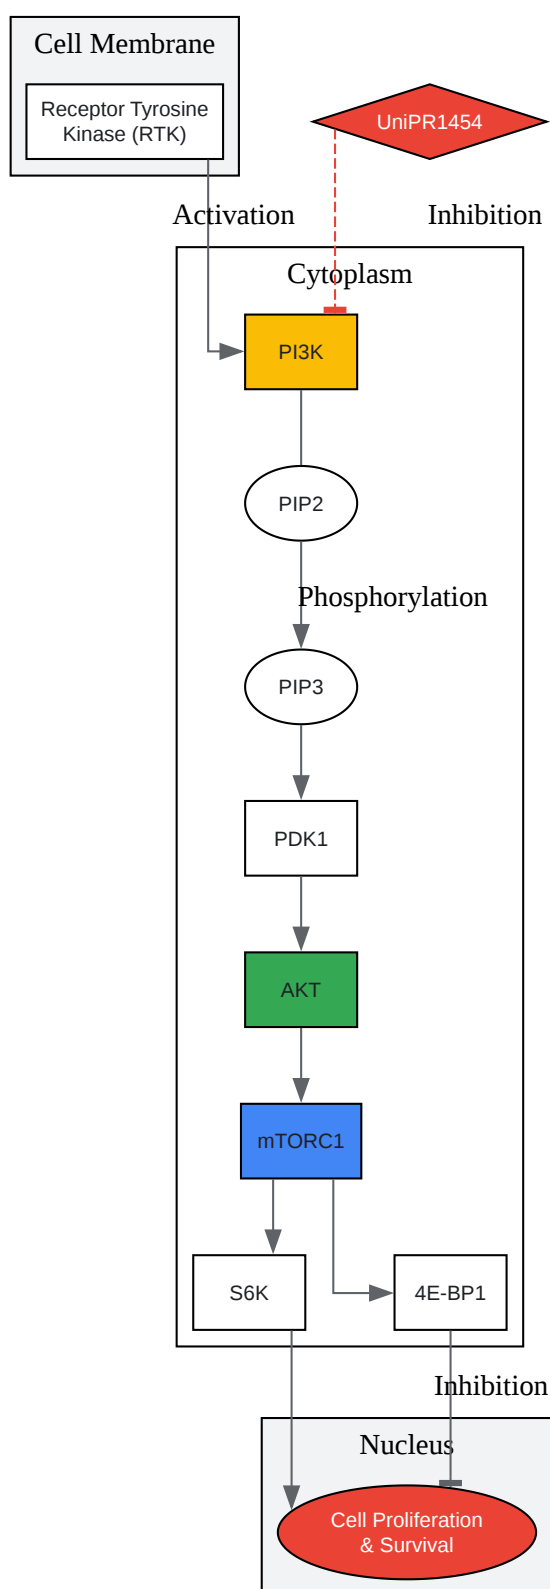 Cell Membrane
Receptor Tyrosine
Kinase (RTK)
UniPR1454
Activation
Inhibition
Cytoplasm
PI3K
PIP2
Phosphorylation
PIP3
PDK1
AKT
mTORC1
S6K
4E-BP1
Inhibition
Nucleus
Cell Proliferation
& Survival